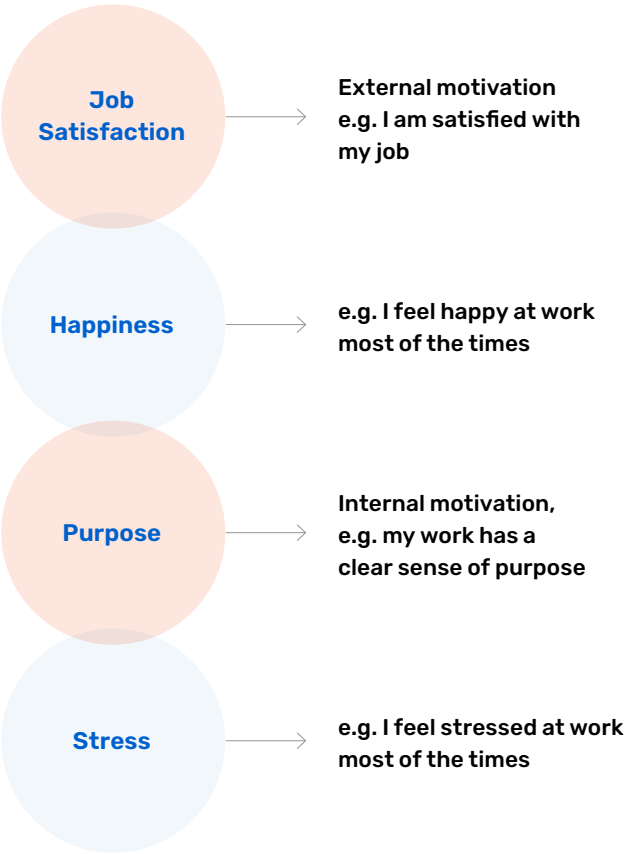 Job
Satisfaction
External motivation
e.g. I am satisfied with
my job
Happiness
e.g. I feel happy at work
most of the times
Purpose
Internal motivation,
e.g. my work has a
clear sense of purpose
Stress
e.g. I feel stressed at work
most of the times